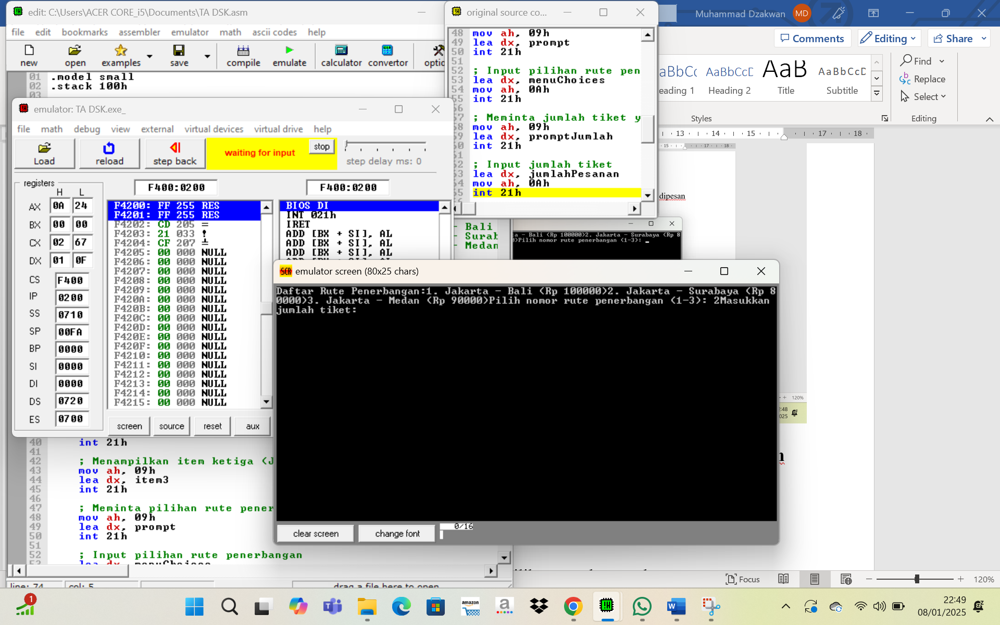 edit: C:\Users\ACER CORE_i5\Documents\TA DSK.asm
file edit bookmarks assembler emulator math ascii codes help
new open examples save compile emulate calculator convertor
01 .model small
02 .stack 100h
03
original source co...
48 mov ah, 09h
49 lea dx, prompt
50 int 21h
51
52 ; Input pilihan rute pen
53 lea dx, menuChoices
54 mov ah, 0Ah
55 int 21h
56
57 ; Meminta jumlah tiket y
58 mov ah, 09h
59 lea dx, promptJumlah
60 int 21h
61
62 ; Input jumlah tiket
63 lea dx, jumlahPesanan
64 mov ah, 0Ah
65 int 21h
Muhammad Dzakwan MD
Comments Editing Share
AaBbCcD AaB AaBbCcD
Heading 2 Title Subtitle
Find
Replace
Select
Styles Editing
13 14 15 17 18
15 17 18
dipesan
emulator: TA DSK.exe_
file math debug view external virtual devices virtual drive help
Load reload step back waiting for input stop step delay ms: 0
registers
H L
AX 0A 24
BX 00 00
CX 02 67
DX 01 0F
CS F400
IP 0200
SS 0710
SP 00FA
BP 0000
SI 0000
DI 0000
DS 0720
ES 0700
F400:0200 F400:0200
F4200: FF 255 RES
F4201: FF 255 RES
F4202: CD 205 =
F4203: 21 033 !
F4204: CF 207 ╧
F4205: 00 000 NULL
F4206: 00 000 NULL
F4207: 00 000 NULL
F4208: 00 000 NULL
F4209: 00 000 NULL
F420A: 00 000 NULL
F420B: 00 000 NULL
F420C: 00 000 NULL
F420D: 00 000 NULL
F420E: 00 000 NULL
F420F: 00 000 NULL
F4210: 00 000 NULL
F4211: 00 000 NULL
F4212: 00 000 NULL
F4213: 00 000 NULL
F4214: 00 000 NULL
F4215: 00 000 NULL
BIOS DI
INT 021h
IRET
ADD [BX + SI], AL
ADD [BX + SI], AL
ADD [BX + SI], AL
screen source reset aux
- Bali
- Surab
- Medan
ta - Bali (Rp 100000)2. Jakarta - Surabaya (Rp 8
)Pilih nomor rute penerbangan (1-3):
SCR emulator screen (80x25 chars)
Daftar Rute Penerbangan:1. Jakarta - Bali (Rp 100000)2. Jakarta - Surabaya (Rp 8
0000)3. Jakarta - Medan (Rp 90000)Pilih nomor rute penerbangan (1-3): 2Masukkan
jumlah tiket:
clear screen change font 0/16
120%
2:48
025
40 int 21h
41
42 ; Menampilkan item ketiga (J
43 mov ah, 09h
44 lea dx, item3
45 int 21h
46
47 ; Meminta pilihan rute pener
48 mov ah, 09h
49 lea dx, prompt
50 int 21h
51
52 ; Input pilihan rute penerbangan
53 lea dx, menuChoices
line: 74 col: 5 drag a file here to open
Focus 120%
1
amazon
a
22:49
08/01/2025